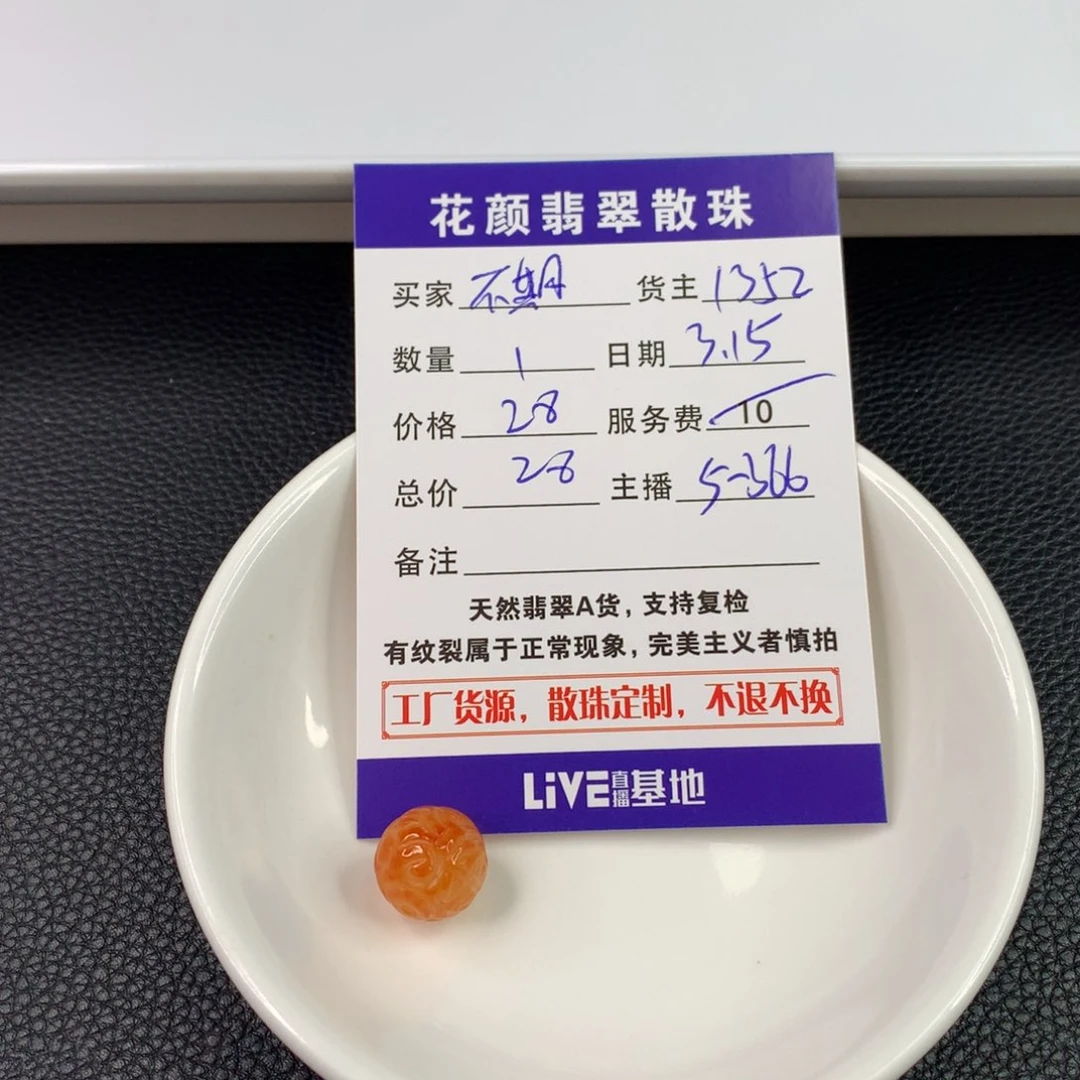 花颜翡翠散珠
买家 不期 货主 1352
数量 1 日期 3.15
价格 28 服务费 10
总价 28 主播 5-366
备注
天然翡翠A货，支持复检
有纹裂属于正常现象，完美主义者慎拍
工厂货源，散珠定制，不退不换
LiVE直播基地